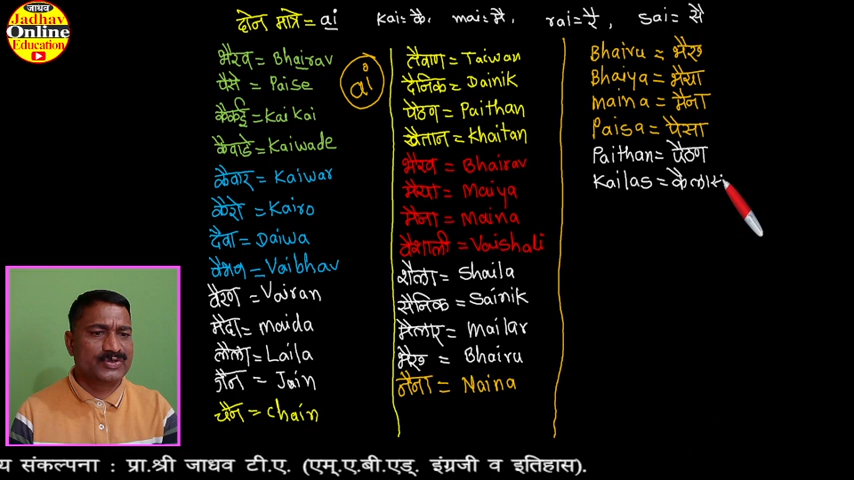 जाधव
Jadhav
Online
Education
दोन मात्रे = ai kai = कै mai = मै, rai = रै, sai = सै
भैरव = Bhairav
पैसे = Paise
कैकई = Kaikai
कैवाडे = Kaiwade
कैवार = Kaiwar
कैरो = Kairo
दैवा = Daiwa
वैभव = Vaibhav
वैरण = Vairan
मैदा = maida
लैला = Laila
जैन = Jain
चैन = chain
ai
तैवाण = Taiwan
दैनिक = Dainik
पैठण = Paithan
खैतान = Khaitan
भैरव = Bhairav
मैया = Maiya
मैना = Maina
वैशाली = Vaishali
शैला = Shaila
सैनिक = Sainik
मैलार = Mailar
भैरु = Bhairu
नैना = Naina
Bhairu = भैरु
Bhaiya = भैया
maina = मैना
Paisa = पैसा
Paithan = पैठण
Kailas = कैलास
य संकल्पना : प्रा.श्री जाधव टी.ए. (एम.ए.बी.एड्. इंग्रजी व इतिहास).